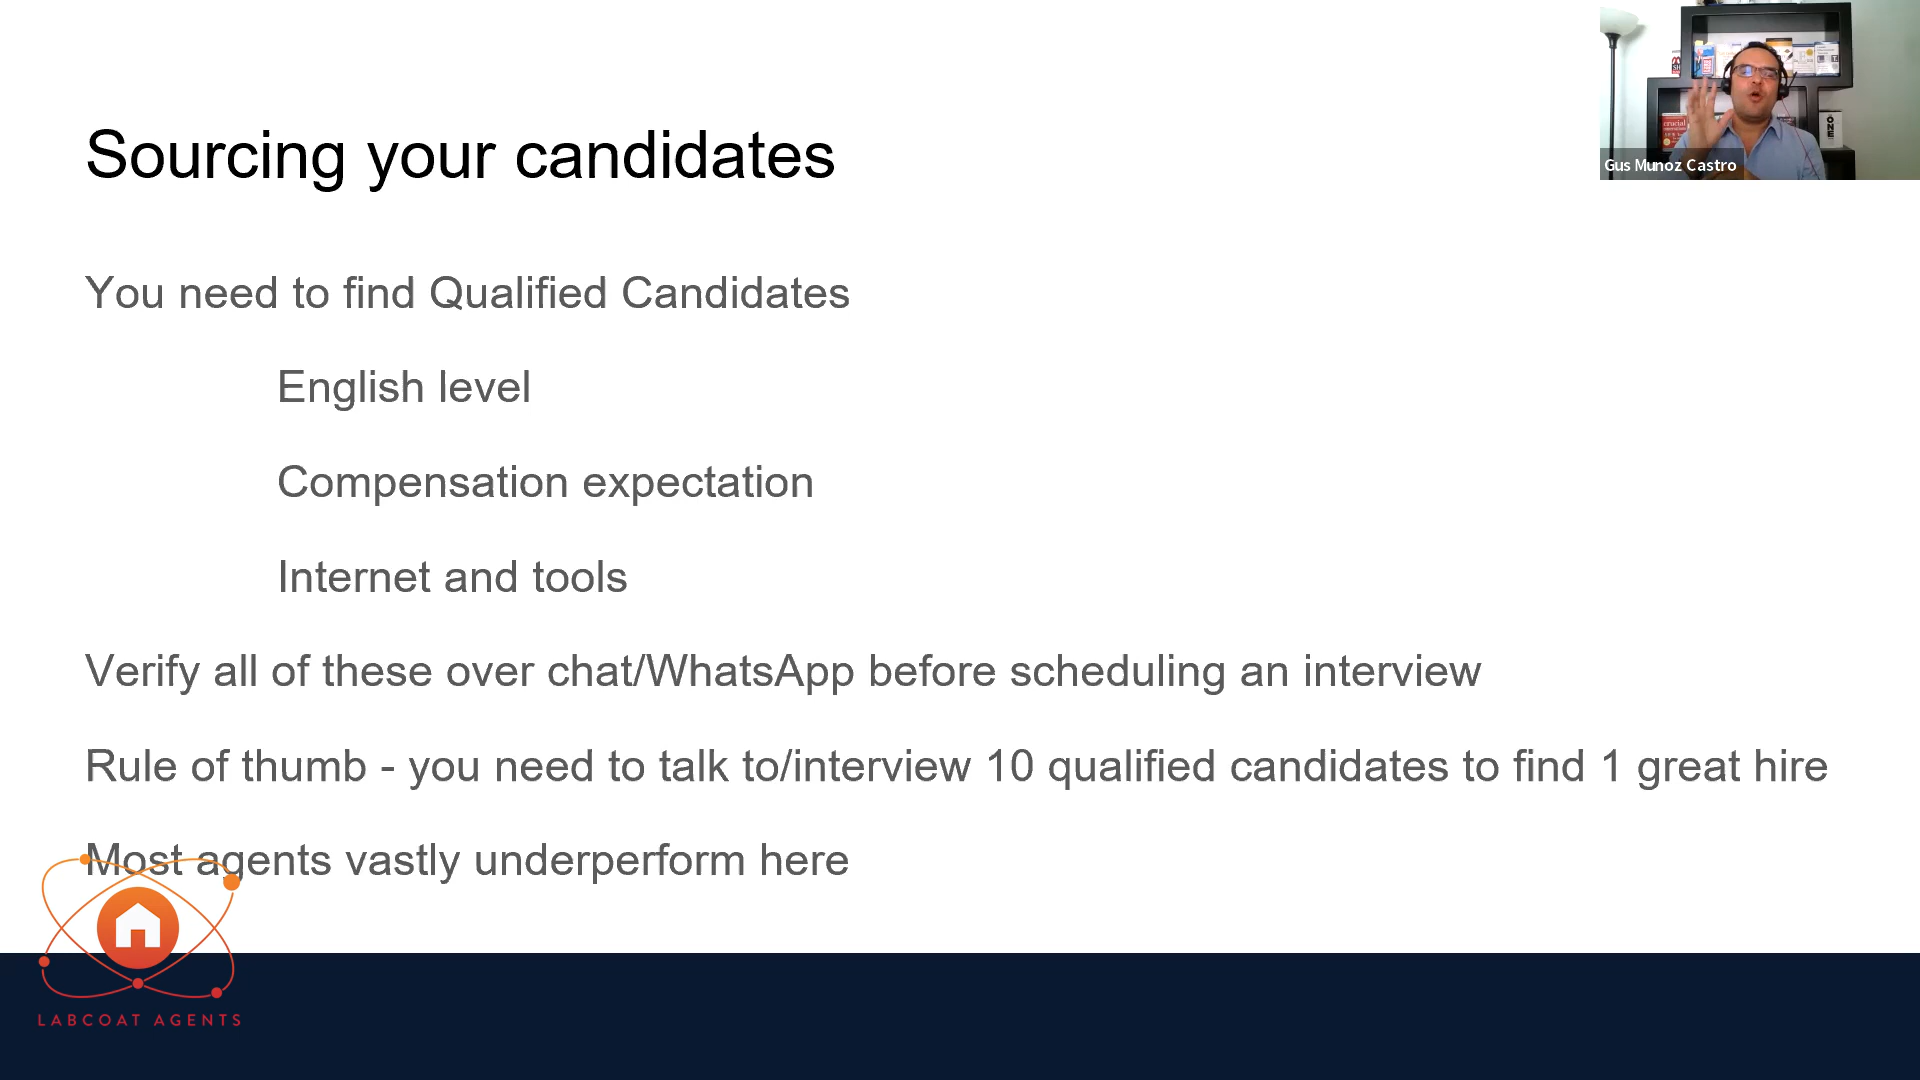 Sourcing your candidates
You need to find Qualified Candidates
English level
Compensation expectation
Internet and tools
Verify all of these over chat/WhatsApp before scheduling an interview
Rule of thumb - you need to talk to/interview 10 qualified candidates to find 1 great hire
Most agents vastly underperform here
LABCOAT AGENTS
Gus Munoz Castro
crucial
ONE